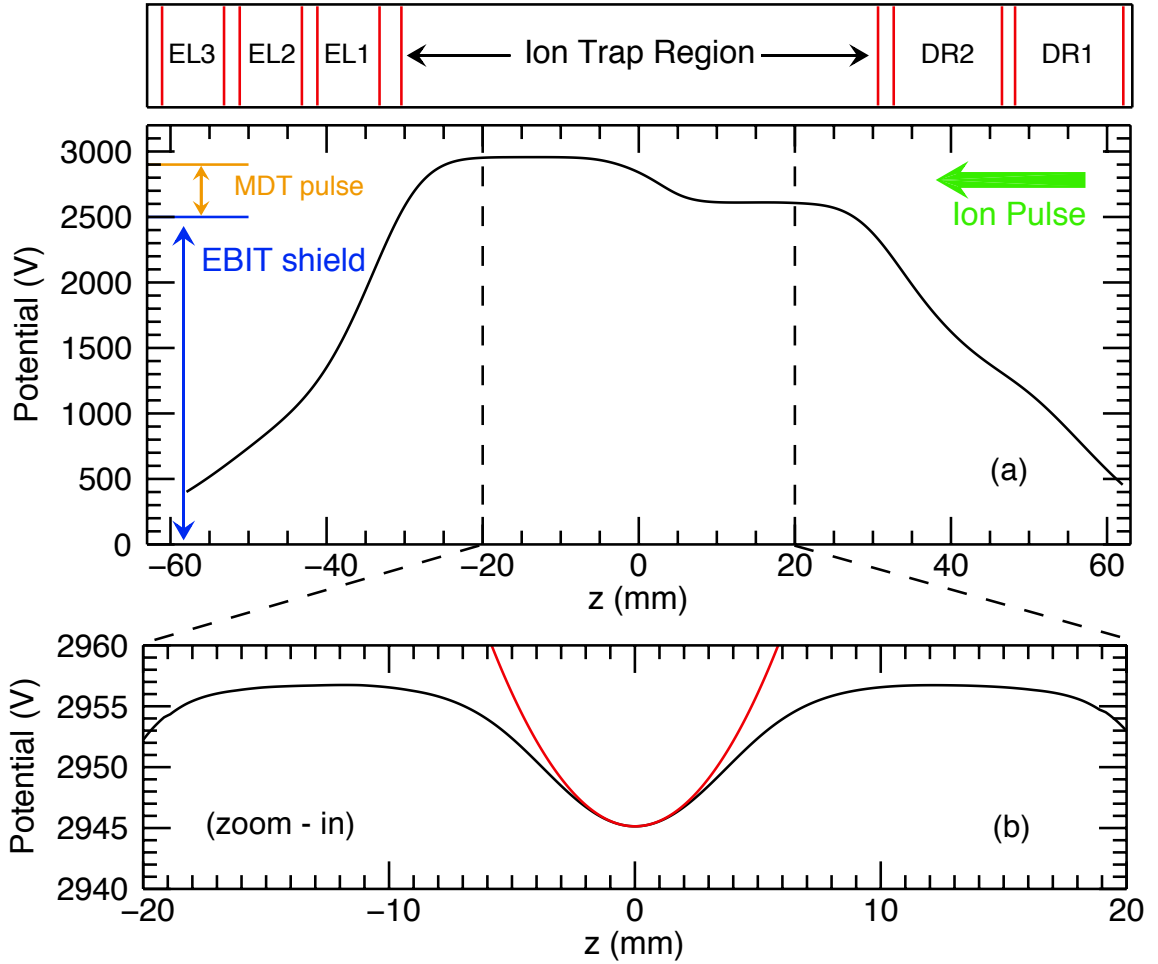 EL3 EL2 EL1 Ion Trap Region DR2 DR1
3000
2500
2000
1500
1000
500
0
Potential (V)
MDT pulse
EBIT shield
Ion Pulse
(a)
−60 −40 −20 0 20 40 60
z (mm)
2960
2955
2950
2945
2940
Potential (V)
(zoom - in)
(b)
−20 −10 0 10 20
z (mm)